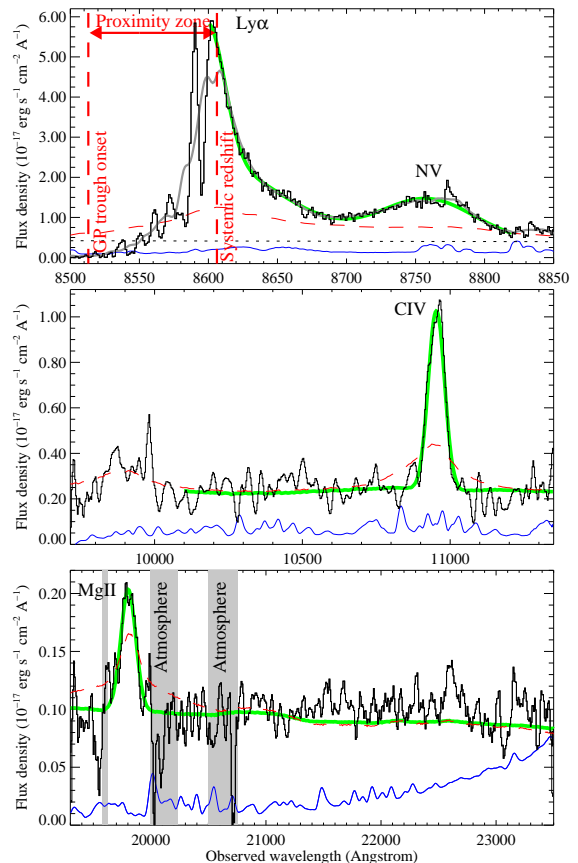 Proximity zone
Lyα
NV
GP trough onset
Systemic redshift
Flux density (10⁻¹⁷ erg s⁻¹ cm⁻² A⁻¹)
6.00
5.00
4.00
3.00
2.00
1.00
0.00
8500 8550 8600 8650 8700 8750 8800 8850
CIV
Flux density (10⁻¹⁷ erg s⁻¹ cm⁻² A⁻¹)
1.00
0.80
0.60
0.40
0.20
0.00
10000 10500 11000
MgII
Atmosphere
Atmosphere
Flux density (10⁻¹⁷ erg s⁻¹ cm⁻² A⁻¹)
0.20
0.15
0.10
0.05
0.00
20000 21000 22000 23000
Observed wavelength (Angstrom)